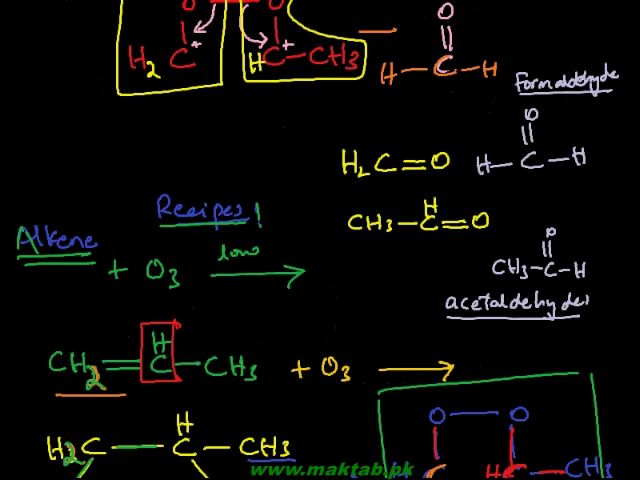 O O O
H2 C+ HC+—CH3 H—C—H
Formaldehyde
O
H2C=O H—C—H
Recipes!
H
CH3—C=O
Alkene
+ O3 low
O
CH3—C—H
acetaldehyde
H
CH2=C—CH3 + O3
O—O
H
H2C—C—CH3
HC—CH3
www.maktab.pk